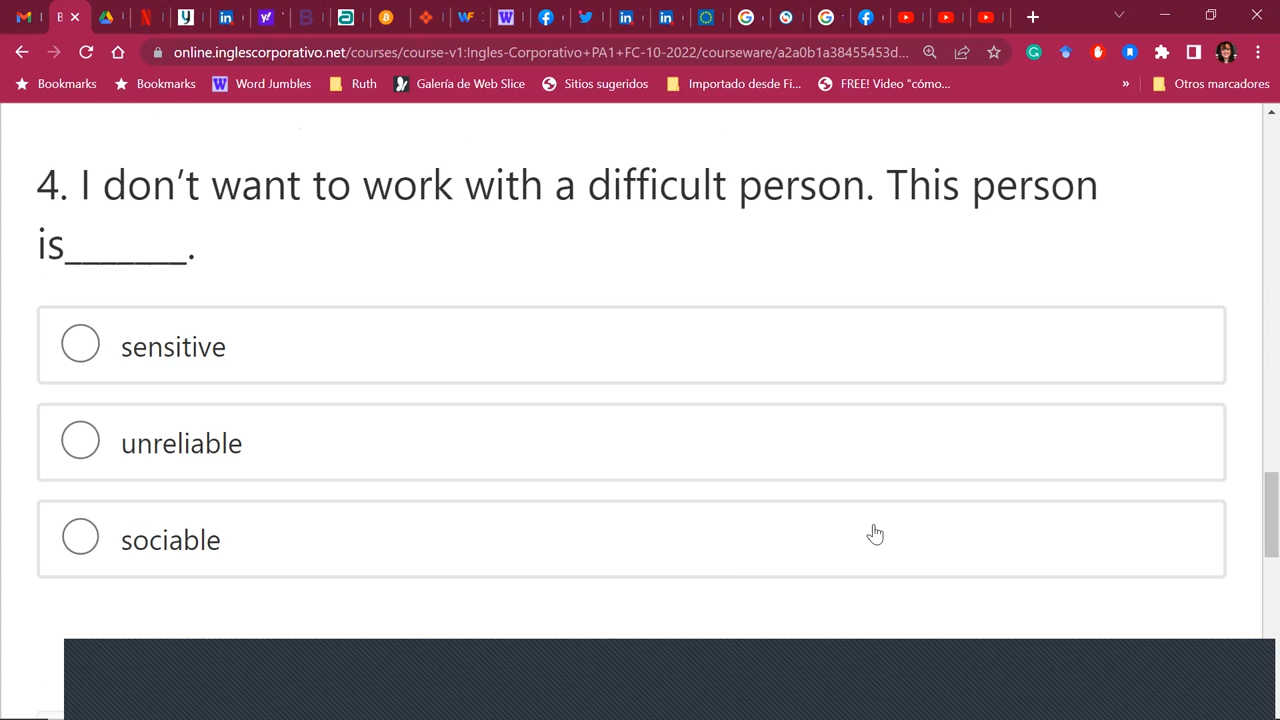 online.inglescorporativo.net/courses/course-v1:Ingles-Corporativo+PA1+FC-10-2022/courseware/a2a0b1a38455453d...
Bookmarks Bookmarks Word Jumbles Ruth Galería de Web Slice Sitios sugeridos Importado desde Fi... FREE! Video "cómo... » Otros marcadores
4. I don’t want to work with a difficult person. This person
is_______.
sensitive
unreliable
sociable